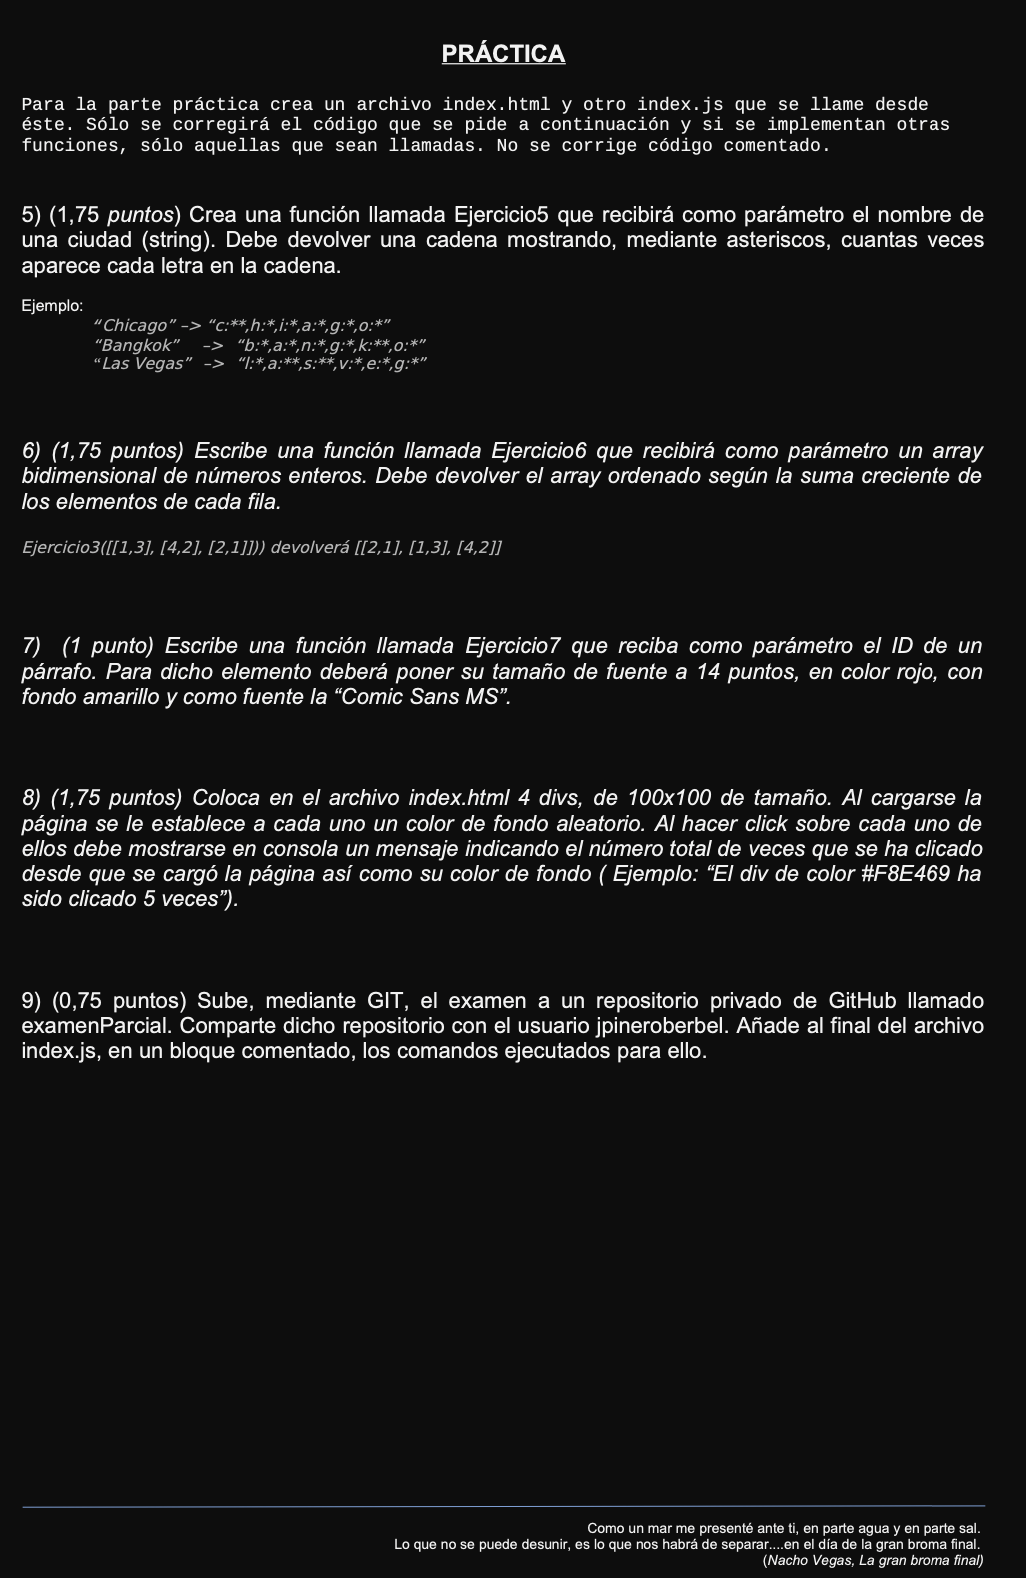 PRÁCTICA
Para la parte práctica crea un archivo index.html y otro index.js que se llame desde
éste. Sólo se corregirá el código que se pide a continuación y si se implementan otras
funciones, sólo aquellas que sean llamadas. No se corrige código comentado.
5) (1,75 puntos) Crea una función llamada Ejercicio5 que recibirá como parámetro el nombre de
una ciudad (string). Debe devolver una cadena mostrando, mediante asteriscos, cuantas veces
aparece cada letra en la cadena.
Ejemplo:
“Chicago” –> “c:**,h:*,i:*,a:*,g:*,o:*”
“Bangkok” –> “b:*,a:*,n:*,g:*,k:**,o:*”
“Las Vegas” –> “l:*,a:**,s:**,v:*,e:*,g:*”
6) (1,75 puntos) Escribe una función llamada Ejercicio6 que recibirá como parámetro un array
bidimensional de números enteros. Debe devolver el array ordenado según la suma creciente de
los elementos de cada fila.
Ejercicio3([[1,3], [4,2], [2,1]])) devolverá [[2,1], [1,3], [4,2]]
7) (1 punto) Escribe una función llamada Ejercicio7 que reciba como parámetro el ID de un
párrafo. Para dicho elemento deberá poner su tamaño de fuente a 14 puntos, en color rojo, con
fondo amarillo y como fuente la “Comic Sans MS”.
8) (1,75 puntos) Coloca en el archivo index.html 4 divs, de 100x100 de tamaño. Al cargarse la
página se le establece a cada uno un color de fondo aleatorio. Al hacer click sobre cada uno de
ellos debe mostrarse en consola un mensaje indicando el número total de veces que se ha clicado
desde que se cargó la página así como su color de fondo ( Ejemplo: “El div de color #F8E469 ha
sido clicado 5 veces”).
9) (0,75 puntos) Sube, mediante GIT, el examen a un repositorio privado de GitHub llamado
examenParcial. Comparte dicho repositorio con el usuario jpineroberbel. Añade al final del archivo
index.js, en un bloque comentado, los comandos ejecutados para ello.
Como un mar me presenté ante ti, en parte agua y en parte sal.
Lo que no se puede desunir, es lo que nos habrá de separar....en el día de la gran broma final.
(Nacho Vegas, La gran broma final)